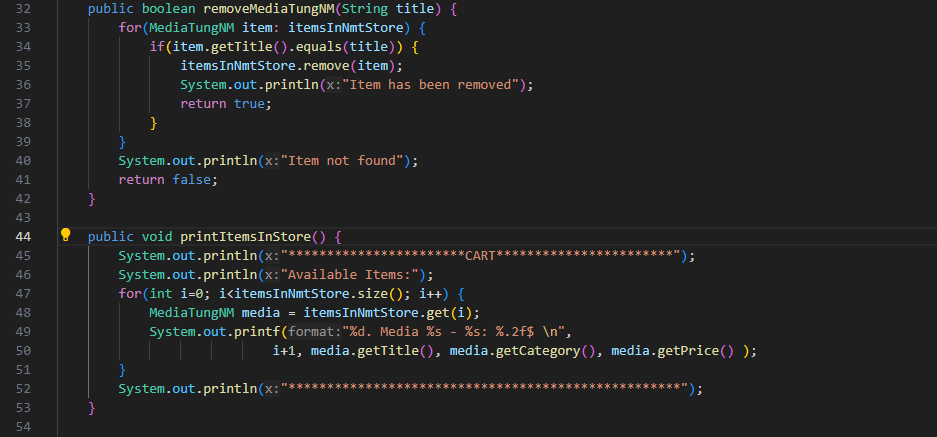 32 public boolean removeMediaTungNM(String title) {
33 for(MediaTungNM item: itemsInNmtStore) {
34 if(item.getTitle().equals(title)) {
35 itemsInNmtStore.remove(item);
36 System.out.println(x:"Item has been removed");
37 return true;
38 }
39 }
40 System.out.println(x:"Item not found");
41 return false;
42 }
43
44 public void printItemsInStore() {
45 System.out.println(x:"***********************CART***********************");
46 System.out.println(x:"Available Items:");
47 for(int i=0; i<itemsInNmtStore.size(); i++) {
48 MediaTungNM media = itemsInNmtStore.get(i);
49 System.out.printf(format:"%d. Media %s - %s: %.2f$ \n",
50 i+1, media.getTitle(), media.getCategory(), media.getPrice() );
51 }
52 System.out.println(x:"***************************************************");
53 }
54